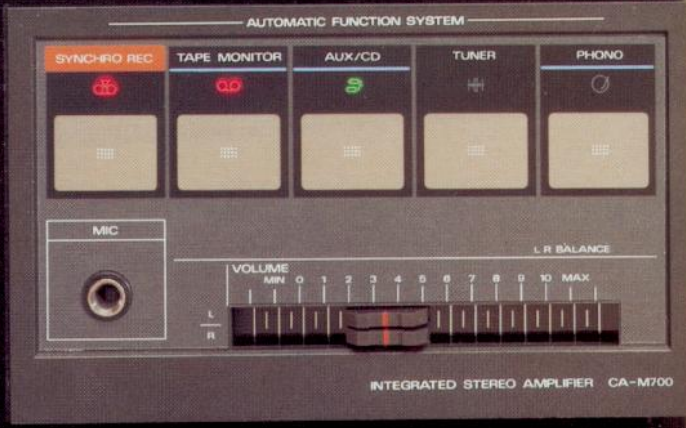 AUTOMATIC FUNCTION SYSTEM
SYNCHRO REC TAPE MONITOR AUX/CD TUNER PHONO
MIC
L R BALANCE
VOLUME
MIN 0 1 2 3 4 5 6 7 8 9 10 MAX
L
R
INTEGRATED STEREO AMPLIFIER CA-M700